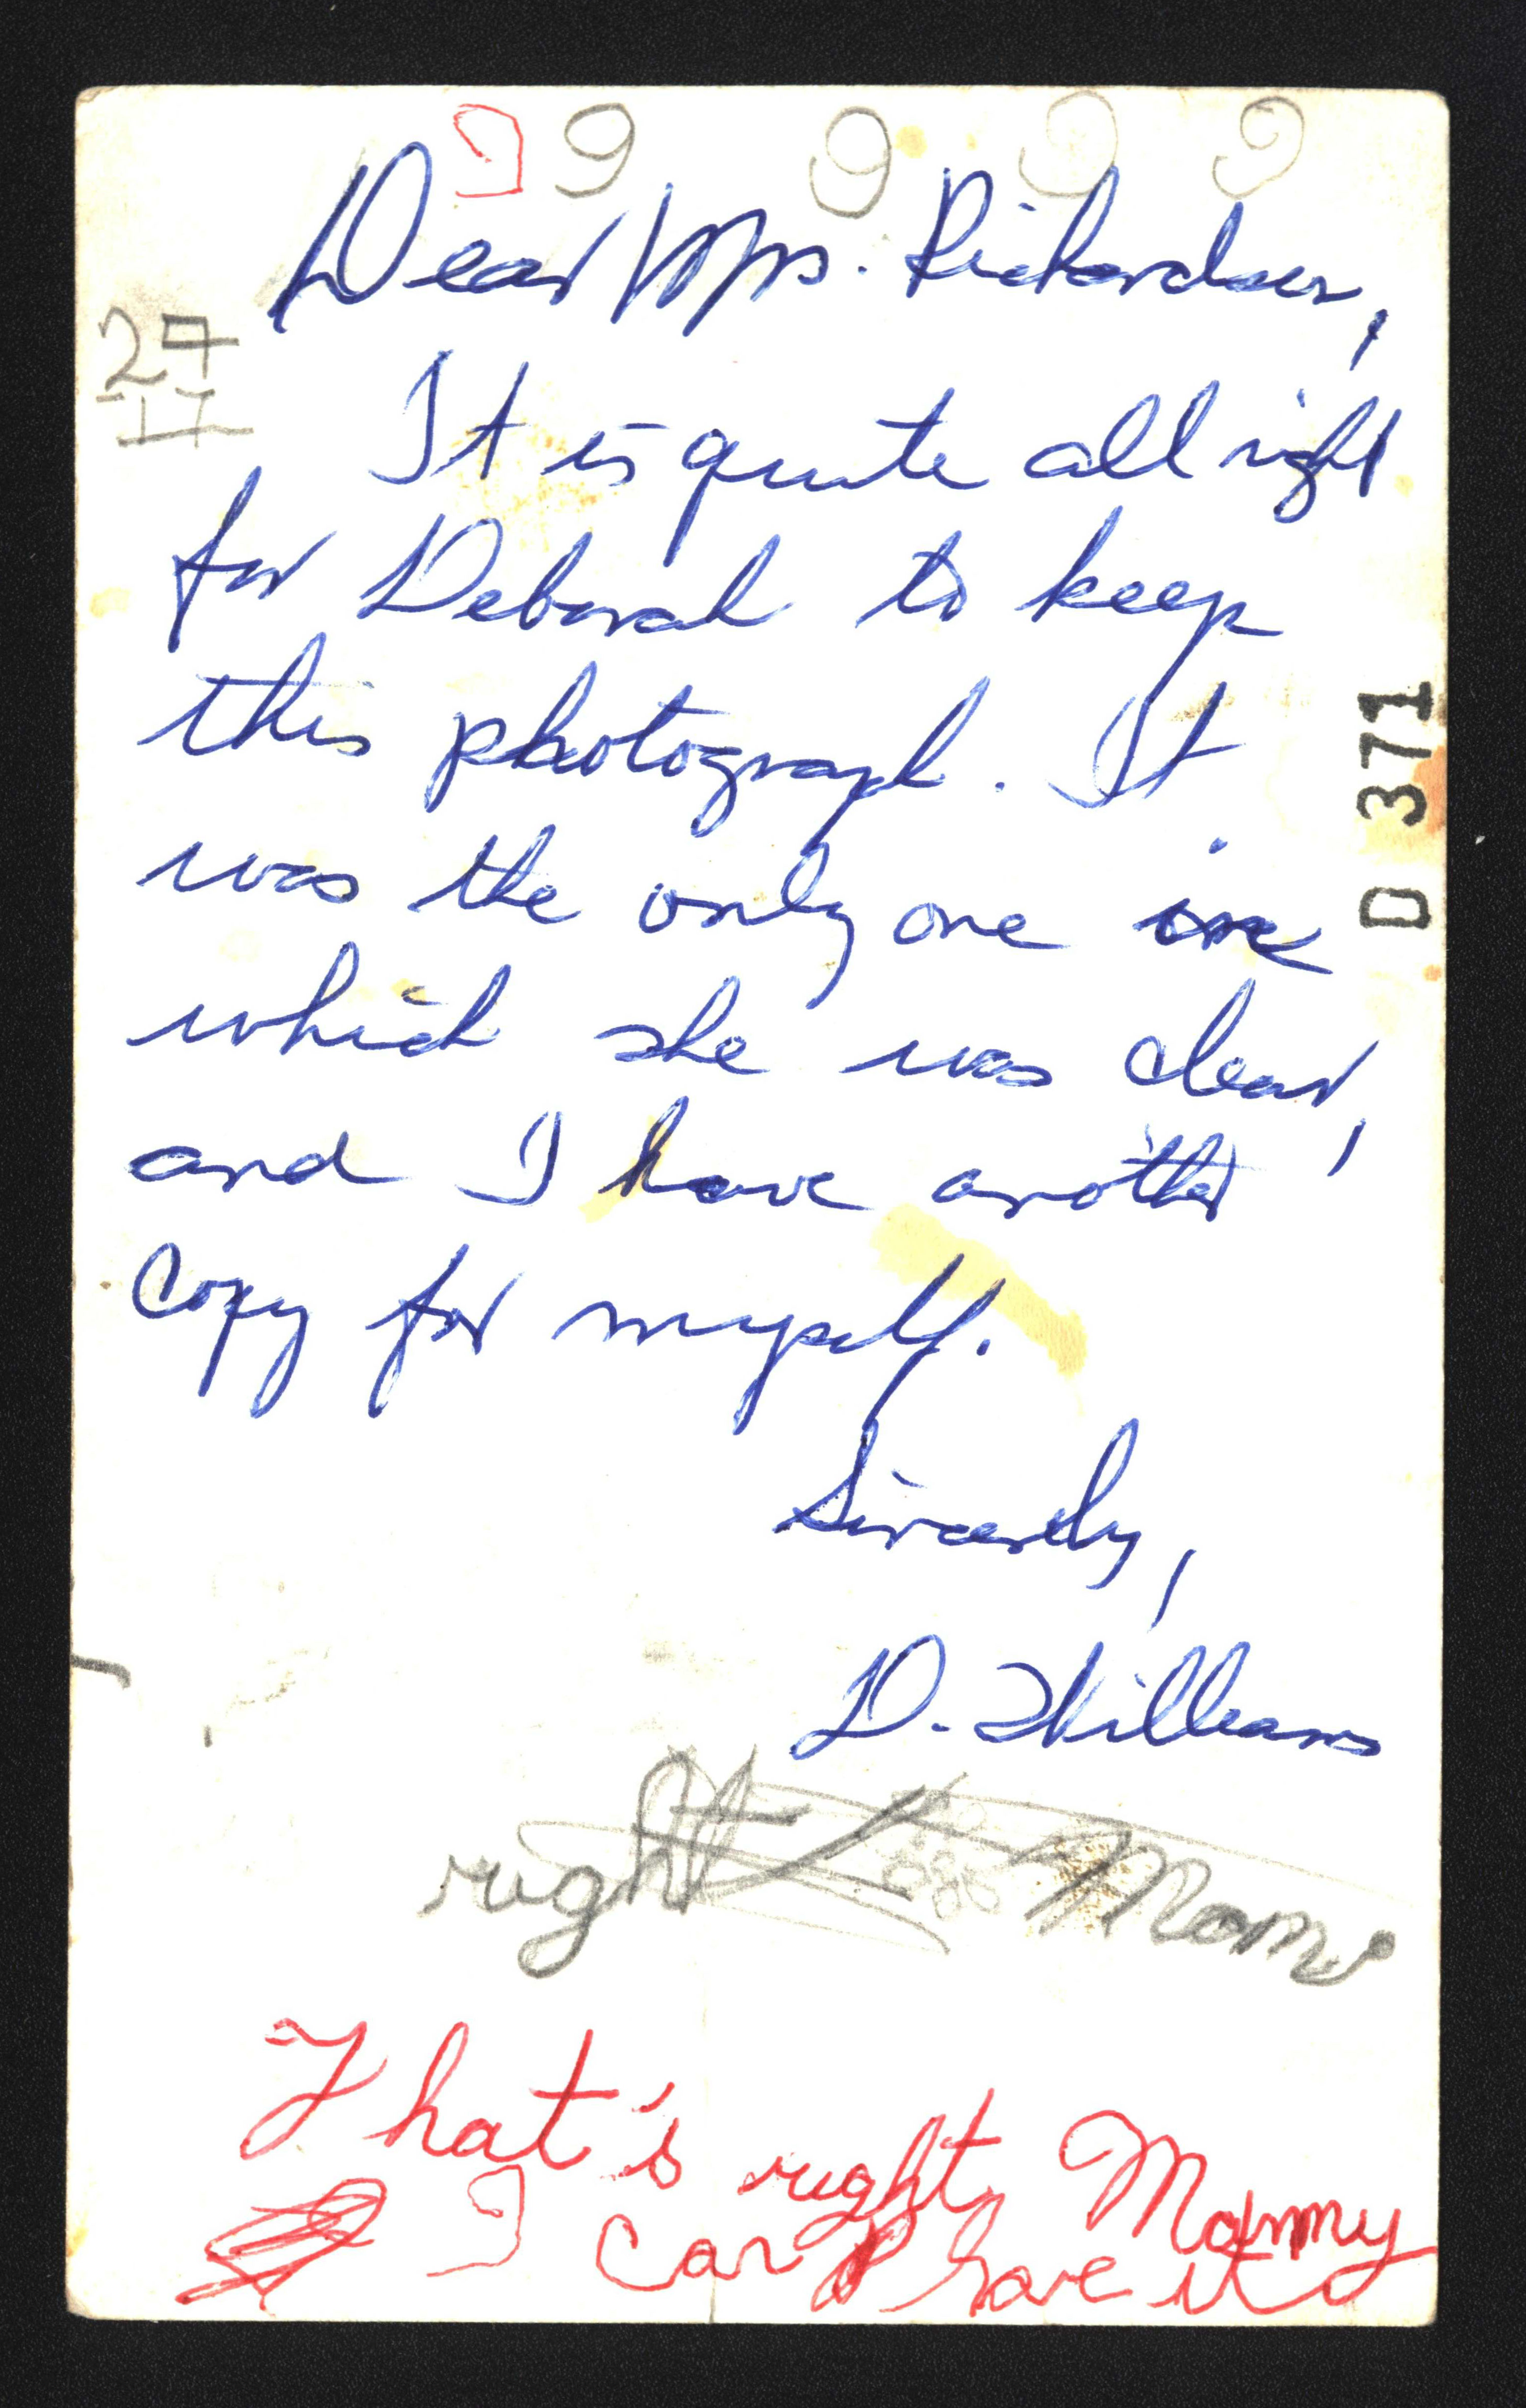 9 9 9 9
Dear Mrs. Richardson,
27
17
It is quite all right
for Deborah to keep
this photograph. It
D 371
was the only one in
which she was clear,
and I have another
copy for myself.
Sincerely,
D. Williams
right Mom
That's right Mommy
I can have it